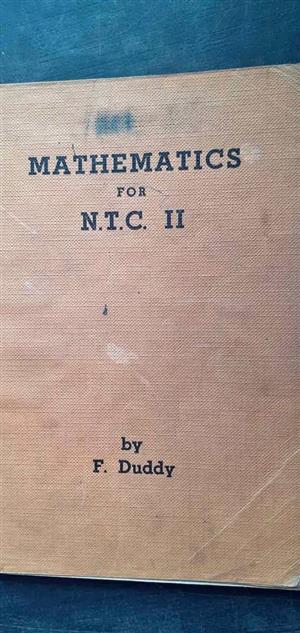 MATHEMATICS
FOR
N.T.C. II
by
F. Duddy